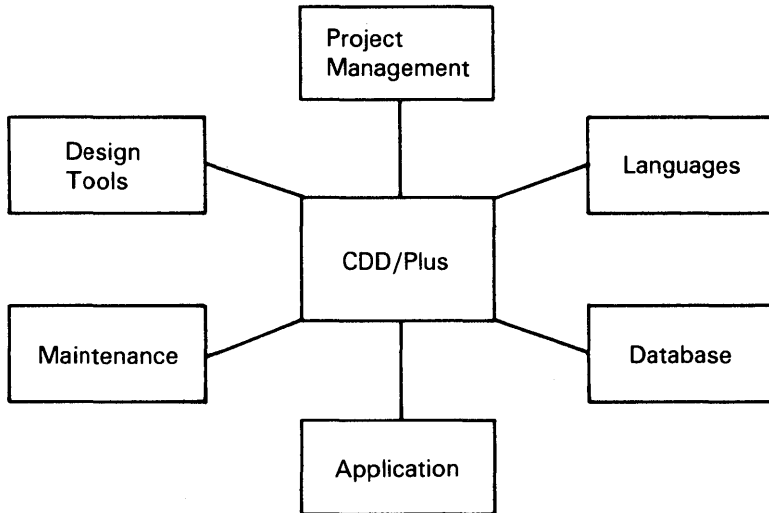 Project
Management
Design
Tools
Languages
CDD/Plus
Maintenance
Database
Application